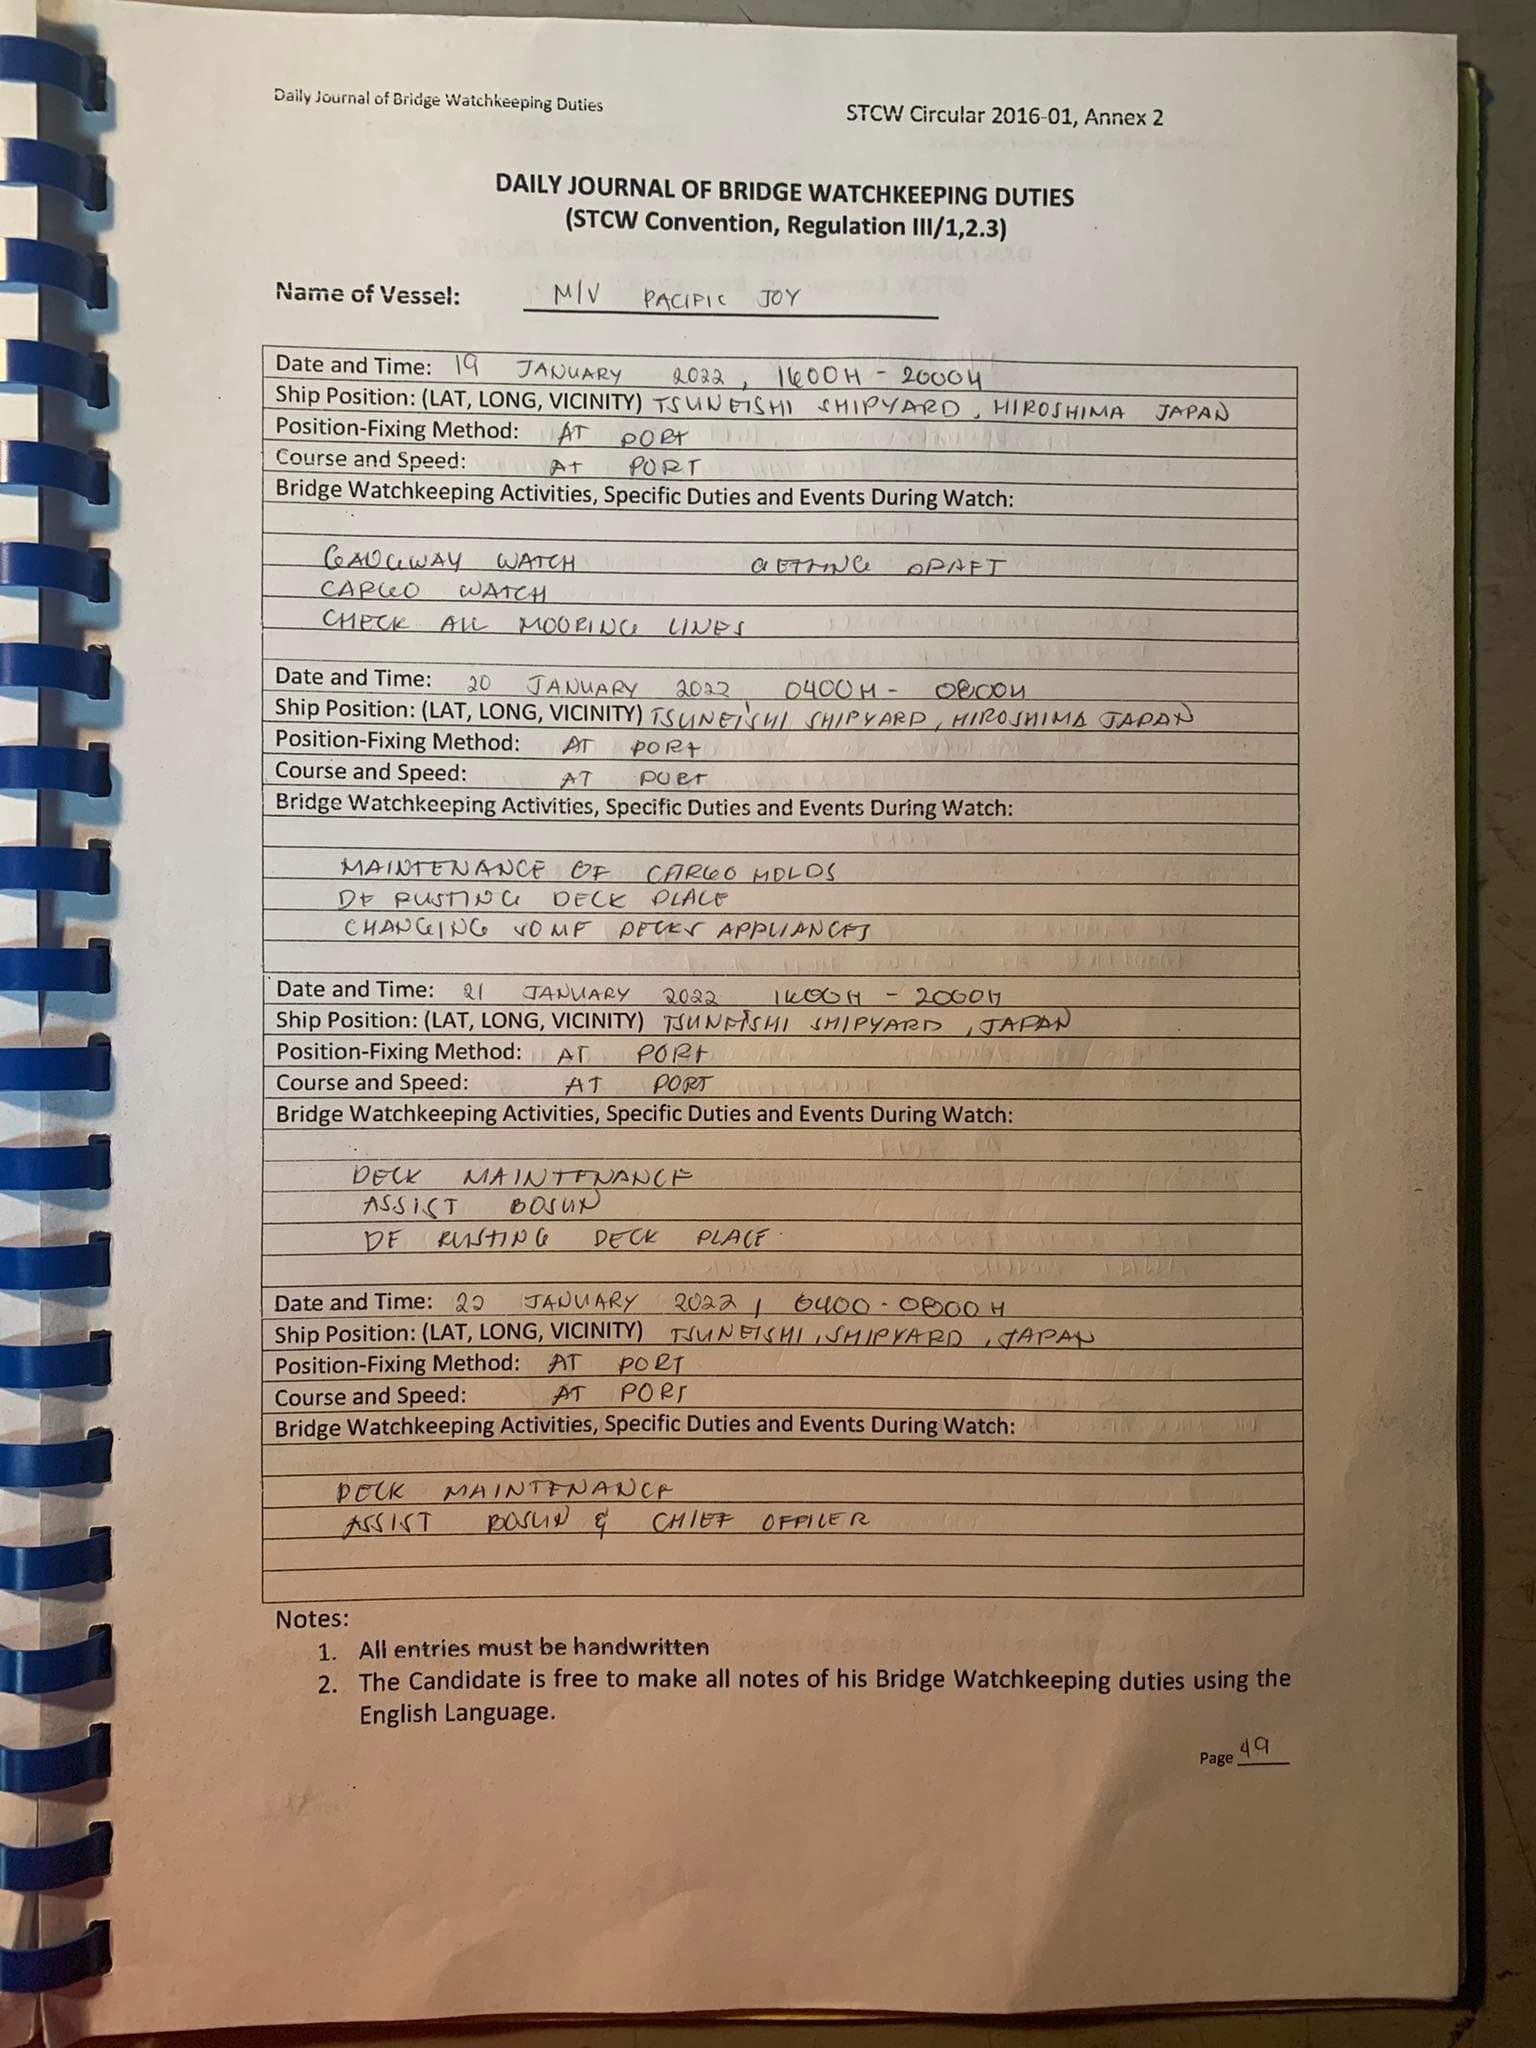 Daily Journal of Bridge Watchkeeping Duties
STCW Circular 2016-01, Annex 2
DAILY JOURNAL OF BRIDGE WATCHKEEPING DUTIES
(STCW Convention, Regulation III/1,2.3)
Name of Vessel: M/V PACIFIC JOY
Date and Time: 19 JANUARY 2022, 1600H - 2000H
Ship Position: (LAT, LONG, VICINITY) TSUNEISHI SHIPYARD, HIROSHIMA JAPAN
Position-Fixing Method: AT PORT
Course and Speed: AT PORT
Bridge Watchkeeping Activities, Specific Duties and Events During Watch:
GANGWAY WATCH GETTING DRAFT
CARGO WATCH
CHECK ALL MOORING LINES
Date and Time: 20 JANUARY 2022 0400H - 0800H
Ship Position: (LAT, LONG, VICINITY) TSUNEISHI SHIPYARD, HIROSHIMA JAPAN
Position-Fixing Method: AT PORT
Course and Speed: AT PORT
Bridge Watchkeeping Activities, Specific Duties and Events During Watch:
MAINTENANCE OF CARGO HOLDS
DE RUSTING DECK PLACE
CHANGING SOME DECKS APPLIANCES
Date and Time: 21 JANUARY 2022 1600H - 2000H
Ship Position: (LAT, LONG, VICINITY) TSUNEISHI SHIPYARD, JAPAN
Position-Fixing Method: AT PORT
Course and Speed: AT PORT
Bridge Watchkeeping Activities, Specific Duties and Events During Watch:
DECK MAINTENANCE
ASSIST BOSUN
DE RUSTING DECK PLACE
Date and Time: 22 JANUARY 2022, 0400-0800H
Ship Position: (LAT, LONG, VICINITY) TSUNEISHI, SHIPYARD, JAPAN
Position-Fixing Method: AT PORT
Course and Speed: AT PORT
Bridge Watchkeeping Activities, Specific Duties and Events During Watch:
DECK MAINTENANCE
ASSIST BOSUN & CHIEF OFFICER
Notes:
1. All entries must be handwritten
2. The Candidate is free to make all notes of his Bridge Watchkeeping duties using the
English Language.
Page 49